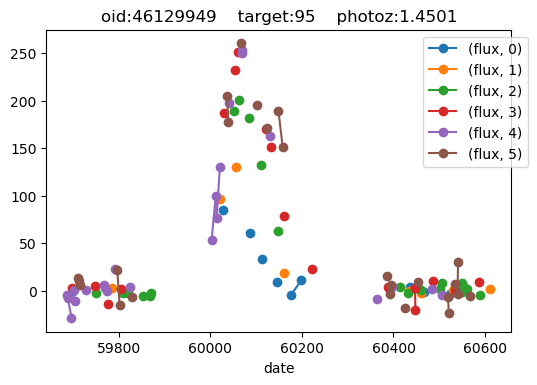 oid:46129949    target:95    photoz:1.4501
250
200
150
100
50
0
59800
60000
60200
60400
60600
date
(flux, 0)
(flux, 1)
(flux, 2)
(flux, 3)
(flux, 4)
(flux, 5)